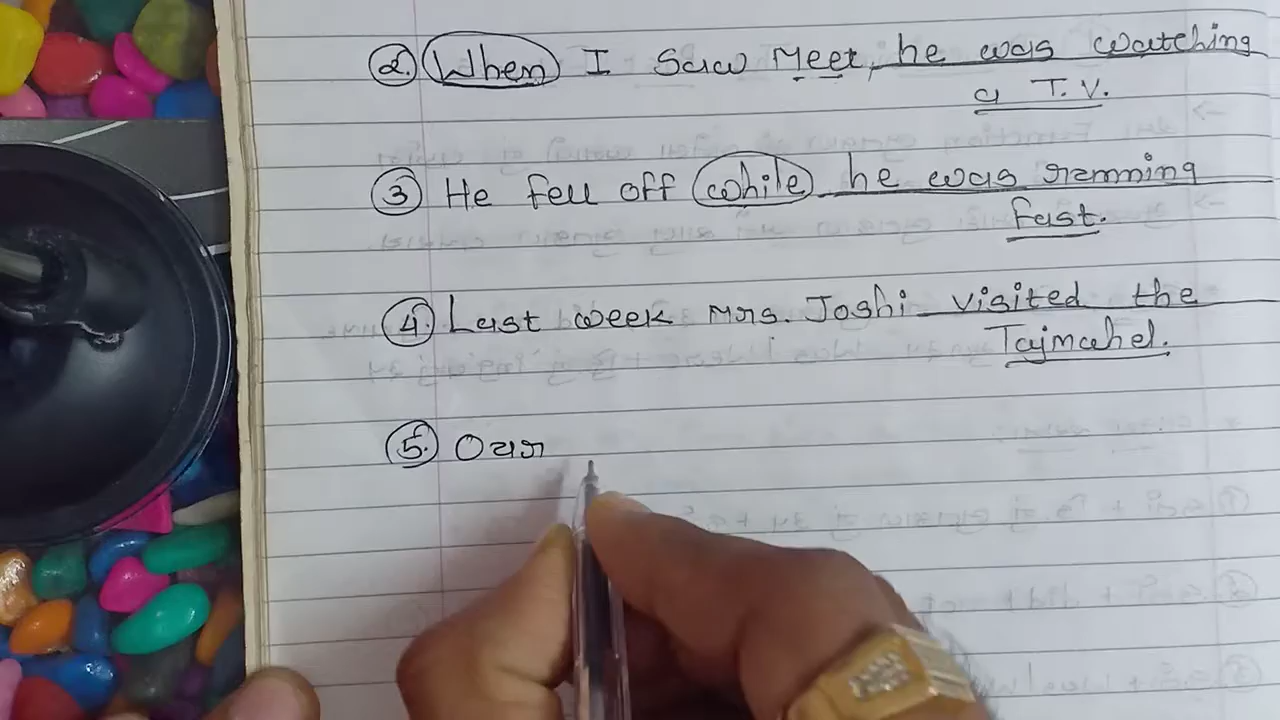 ② When I saw Meet, he was watching
a T.V.
③ He fell off while he was running
fast.
④ Last week Mrs. Joshi visited the
Tajmahel.
⑤ Our